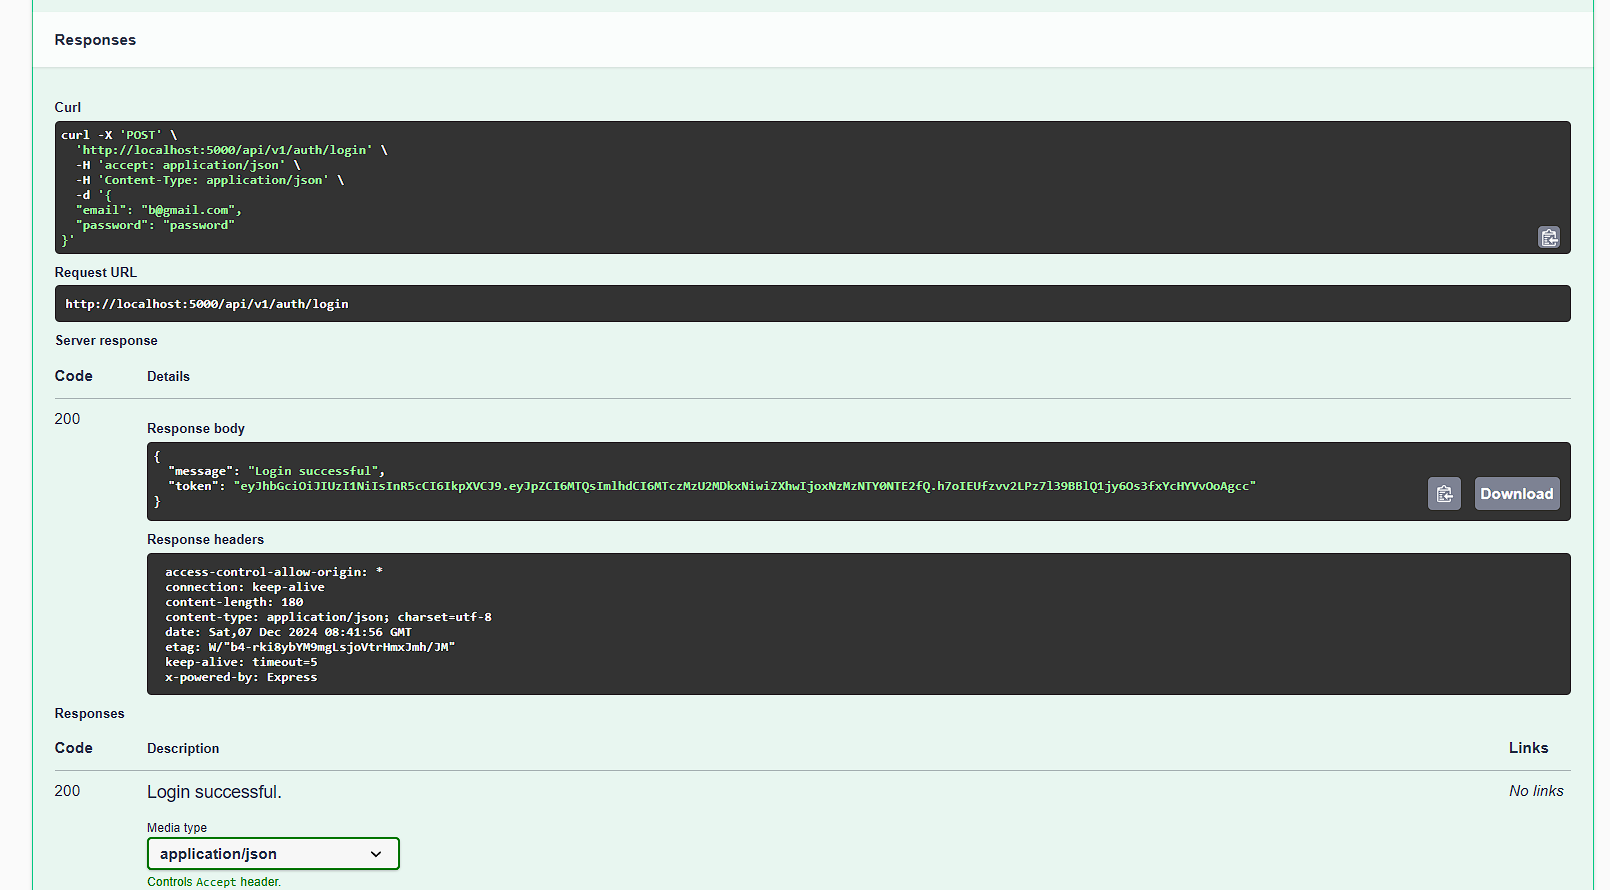 Responses
Curl
curl -X 'POST' \
'http://localhost:5000/api/v1/auth/login' \
-H 'accept: application/json' \
-H 'Content-Type: application/json' \
-d '{
"email": "b@gmail.com",
"password": "password"
}'
Request URL
http://localhost:5000/api/v1/auth/login
Server response
Code Details
200
Response body
{
"message": "Login successful",
"token": "eyJhbGciOiJIUzI1NiIsInR5cCI6IkpXVCJ9.eyJpZCI6MTQsImlhdCI6MTczMzU2MDkxNiwiZXhwIjoxNzMzNTY0NTE2fQ.h7oIEUfzvv2LPz7l39BBlQ1jy6Os3fxYcHYVvOoAgcc"
}
Download
Response headers
access-control-allow-origin: *
connection: keep-alive
content-length: 180
content-type: application/json; charset=utf-8
date: Sat,07 Dec 2024 08:41:56 GMT
etag: W/"b4-rki8ybYM9mgLsjoVtrHmxJmh/JM"
keep-alive: timeout=5
x-powered-by: Express
Responses
Code Description Links
200 Login successful. No links
Media type
application/json
Controls Accept header.